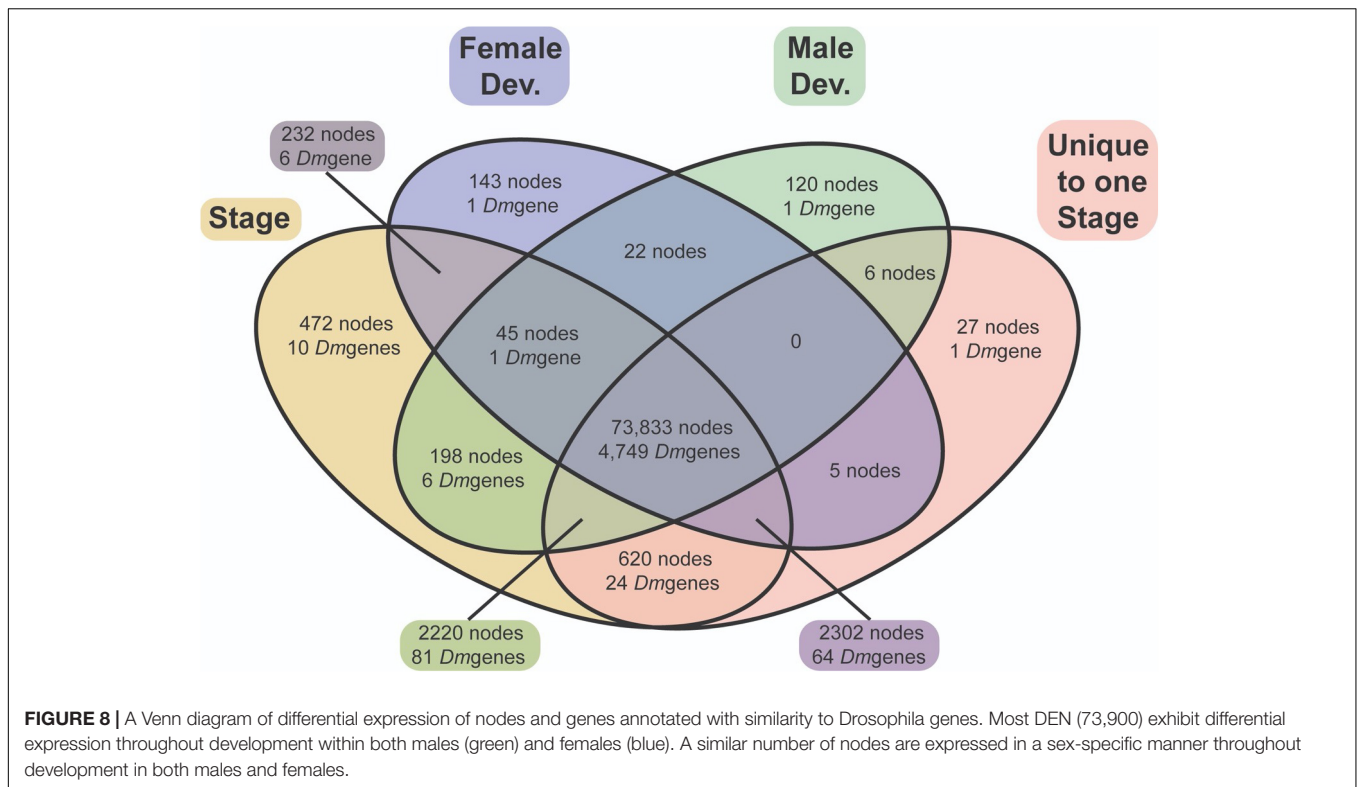 Female
Dev.
Male
Dev.
Unique
to one
Stage
Stage
232 nodes
6 Dmgene
143 nodes
1 Dmgene
120 nodes
1 Dmgene
22 nodes
6 nodes
472 nodes
10 Dmgenes
45 nodes
1 Dmgene
0
27 nodes
1 Dmgene
73,833 nodes
4,749 Dmgenes
198 nodes
6 Dmgenes
5 nodes
620 nodes
24 Dmgenes
2220 nodes
81 Dmgenes
2302 nodes
64 Dmgenes
FIGURE 8 | A Venn diagram of differential expression of nodes and genes annotated with similarity to Drosophila genes. Most DEN (73,900) exhibit differential
expression throughout development within both males (green) and females (blue). A similar number of nodes are expressed in a sex-specific manner throughout
development in both males and females.